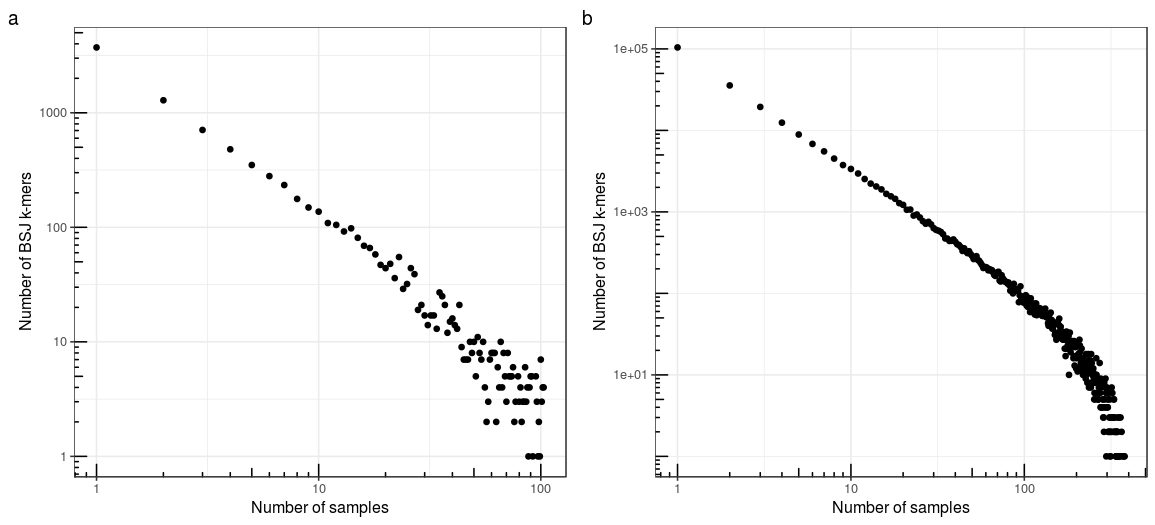 a
Number of BSJ k-mers
1000
100
10
1
1
10
100
Number of samples
b
Number of BSJ k-mers
1e+05
1e+03
1e+01
1
10
100
Number of samples